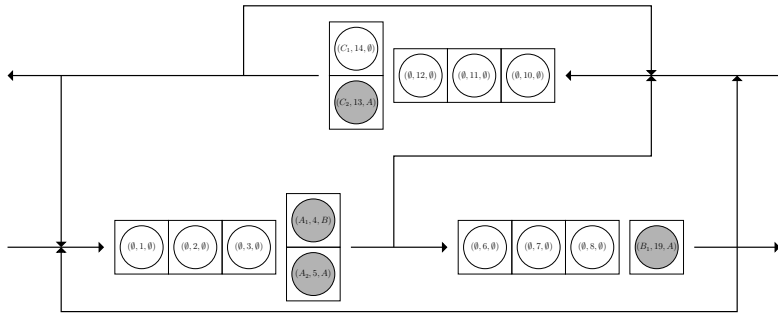 (C₁, 14, ∅)
(∅, 12, ∅) (∅, 11, ∅) (∅, 10, ∅)
(C₂, 13, A)
(A₁, 4, B)
(∅, 1, ∅) (∅, 2, ∅) (∅, 3, ∅)
(∅, 6, ∅) (∅, 7, ∅) (∅, 8, ∅) (B₁, 19, A)
(A₂, 5, A)